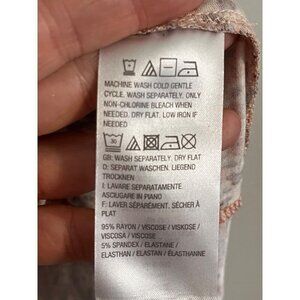 MACHINE WASH COLD GENTLE
CYCLE. WASH SEPARATELY. ONLY
NON-CHLORINE BLEACH WHEN
NEEDED. DRY FLAT. LOW IRON IF
NEEDED
30
GB: WASH SEPARATELY, DRY FLAT
D: SEPARAT WASCHEN, LIEGEND
TROCKNEN
I: LAVARE SEPARATAMENTE
ASCIUGARE IN PIANO
F: LAVER SÉPARÉMENT, SÉCHER À
PLAT
95% RAYON / VISCOSE / VISKOSE /
VISCOSA / VISCOSE
5% SPANDEX / ELASTANE /
ELASTHAN / ELASTAN / ÉLASTHANNE